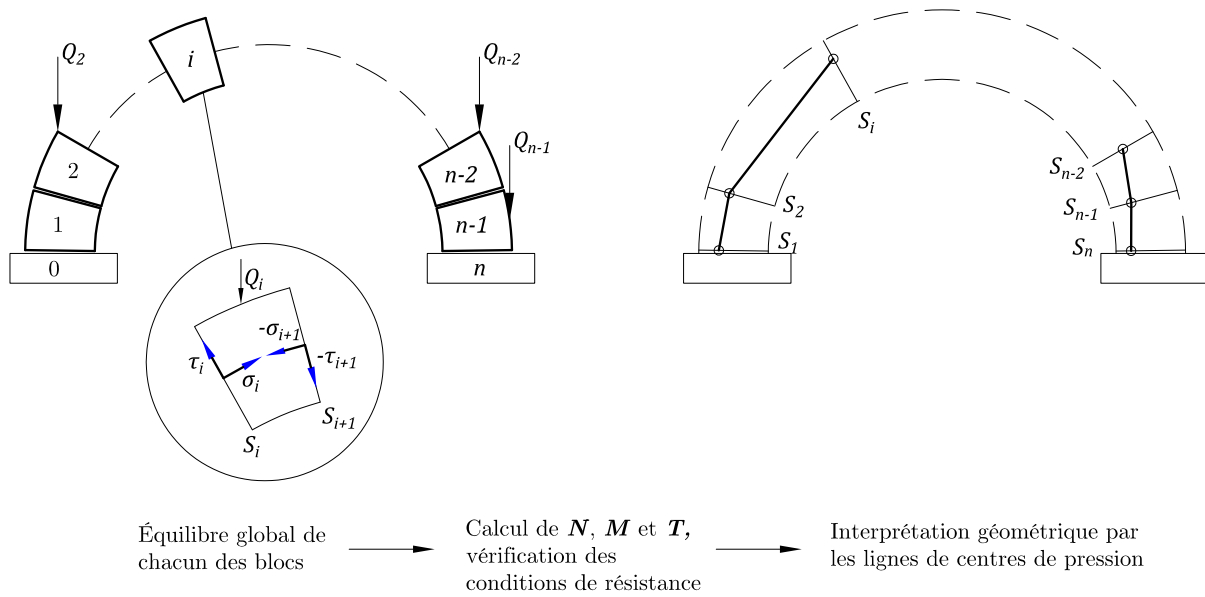 Q2
i
Qn-2
Qn-1
2
1
0
n-2
n-1
n
Qi
-σi+1
τi
σi
-τi+1
Si+1
Si
Si
S2
S1
Sn-2
Sn-1
Sn
Équilibre global de
chacun des blocs
Calcul de N, M et T,
vérification des
conditions de résistance
Interprétation géométrique par
les lignes de centres de pression